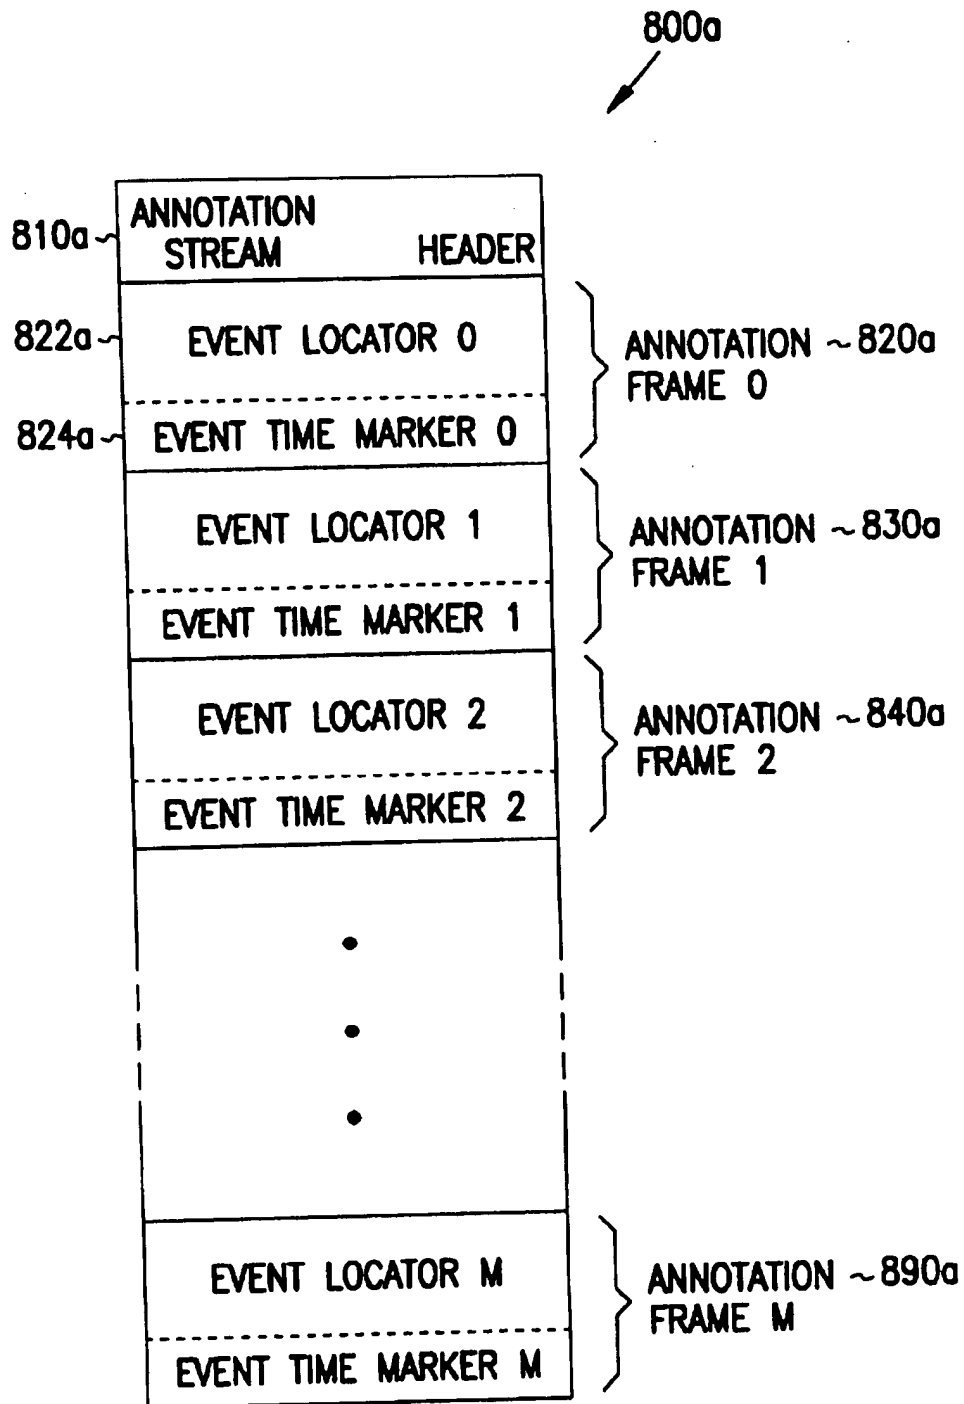 800a
ANNOTATION
STREAM HEADER
810a
822a
EVENT LOCATOR 0
824a
EVENT TIME MARKER 0
ANNOTATION ~820a
FRAME 0
EVENT LOCATOR 1
EVENT TIME MARKER 1
ANNOTATION ~830a
FRAME 1
EVENT LOCATOR 2
EVENT TIME MARKER 2
ANNOTATION ~840a
FRAME 2
EVENT LOCATOR M
EVENT TIME MARKER M
ANNOTATION ~890a
FRAME M